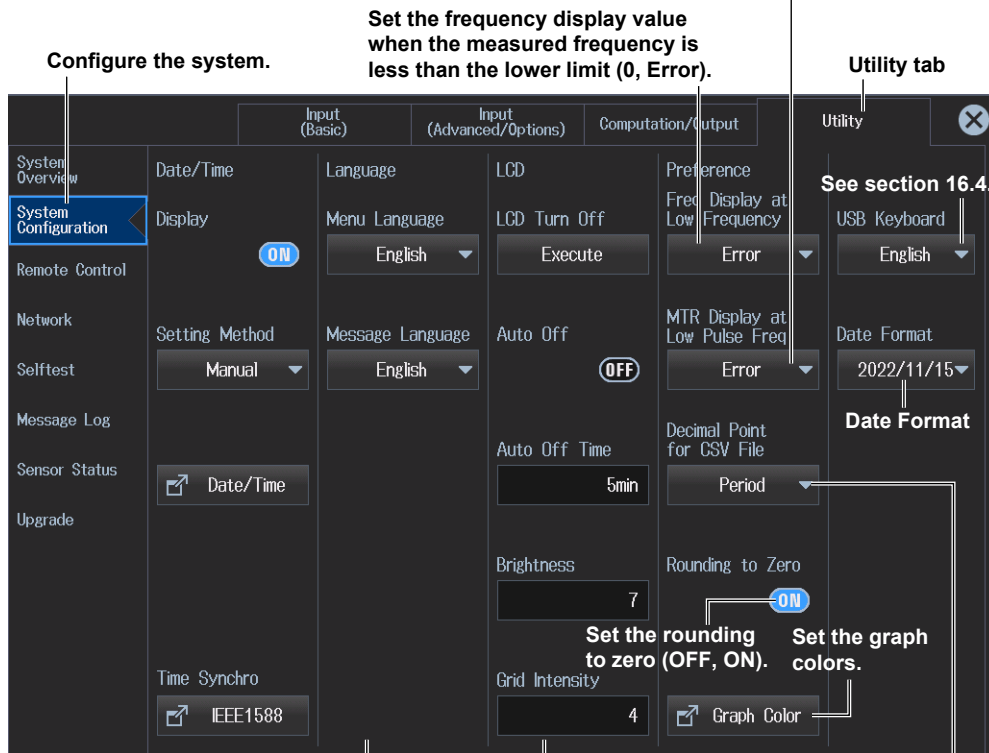 Set the frequency display value
when the measured frequency is
less than the lower limit (0, Error).
Configure the system.
Utility tab
Input
(Basic)
Input
(Advanced/Options)
Computation/Output
Utility
System
Overview
System
Configuration
Remote Control
Network
Selftest
Message Log
Sensor Status
Upgrade
Date/Time
Display
ON
Setting Method
Manual
Date/Time
Time Synchro
IEEE1588
Language
Menu Language
English
Message Language
English
LCD
LCD Turn Off
Execute
Auto Off
OFF
Auto Off Time
5min
Brightness
7
Grid Intensity
4
Preference
Freq Display at
Low Frequency
Error
MTR Display at
Low Pulse Freq
Error
Decimal Point
for CSV File
Period
Rounding to Zero
ON
Set the rounding
to zero (OFF, ON).
Set the graph
colors.
Graph Color
See section 16.4.
USB Keyboard
English
Date Format
2022/11/15
Date Format